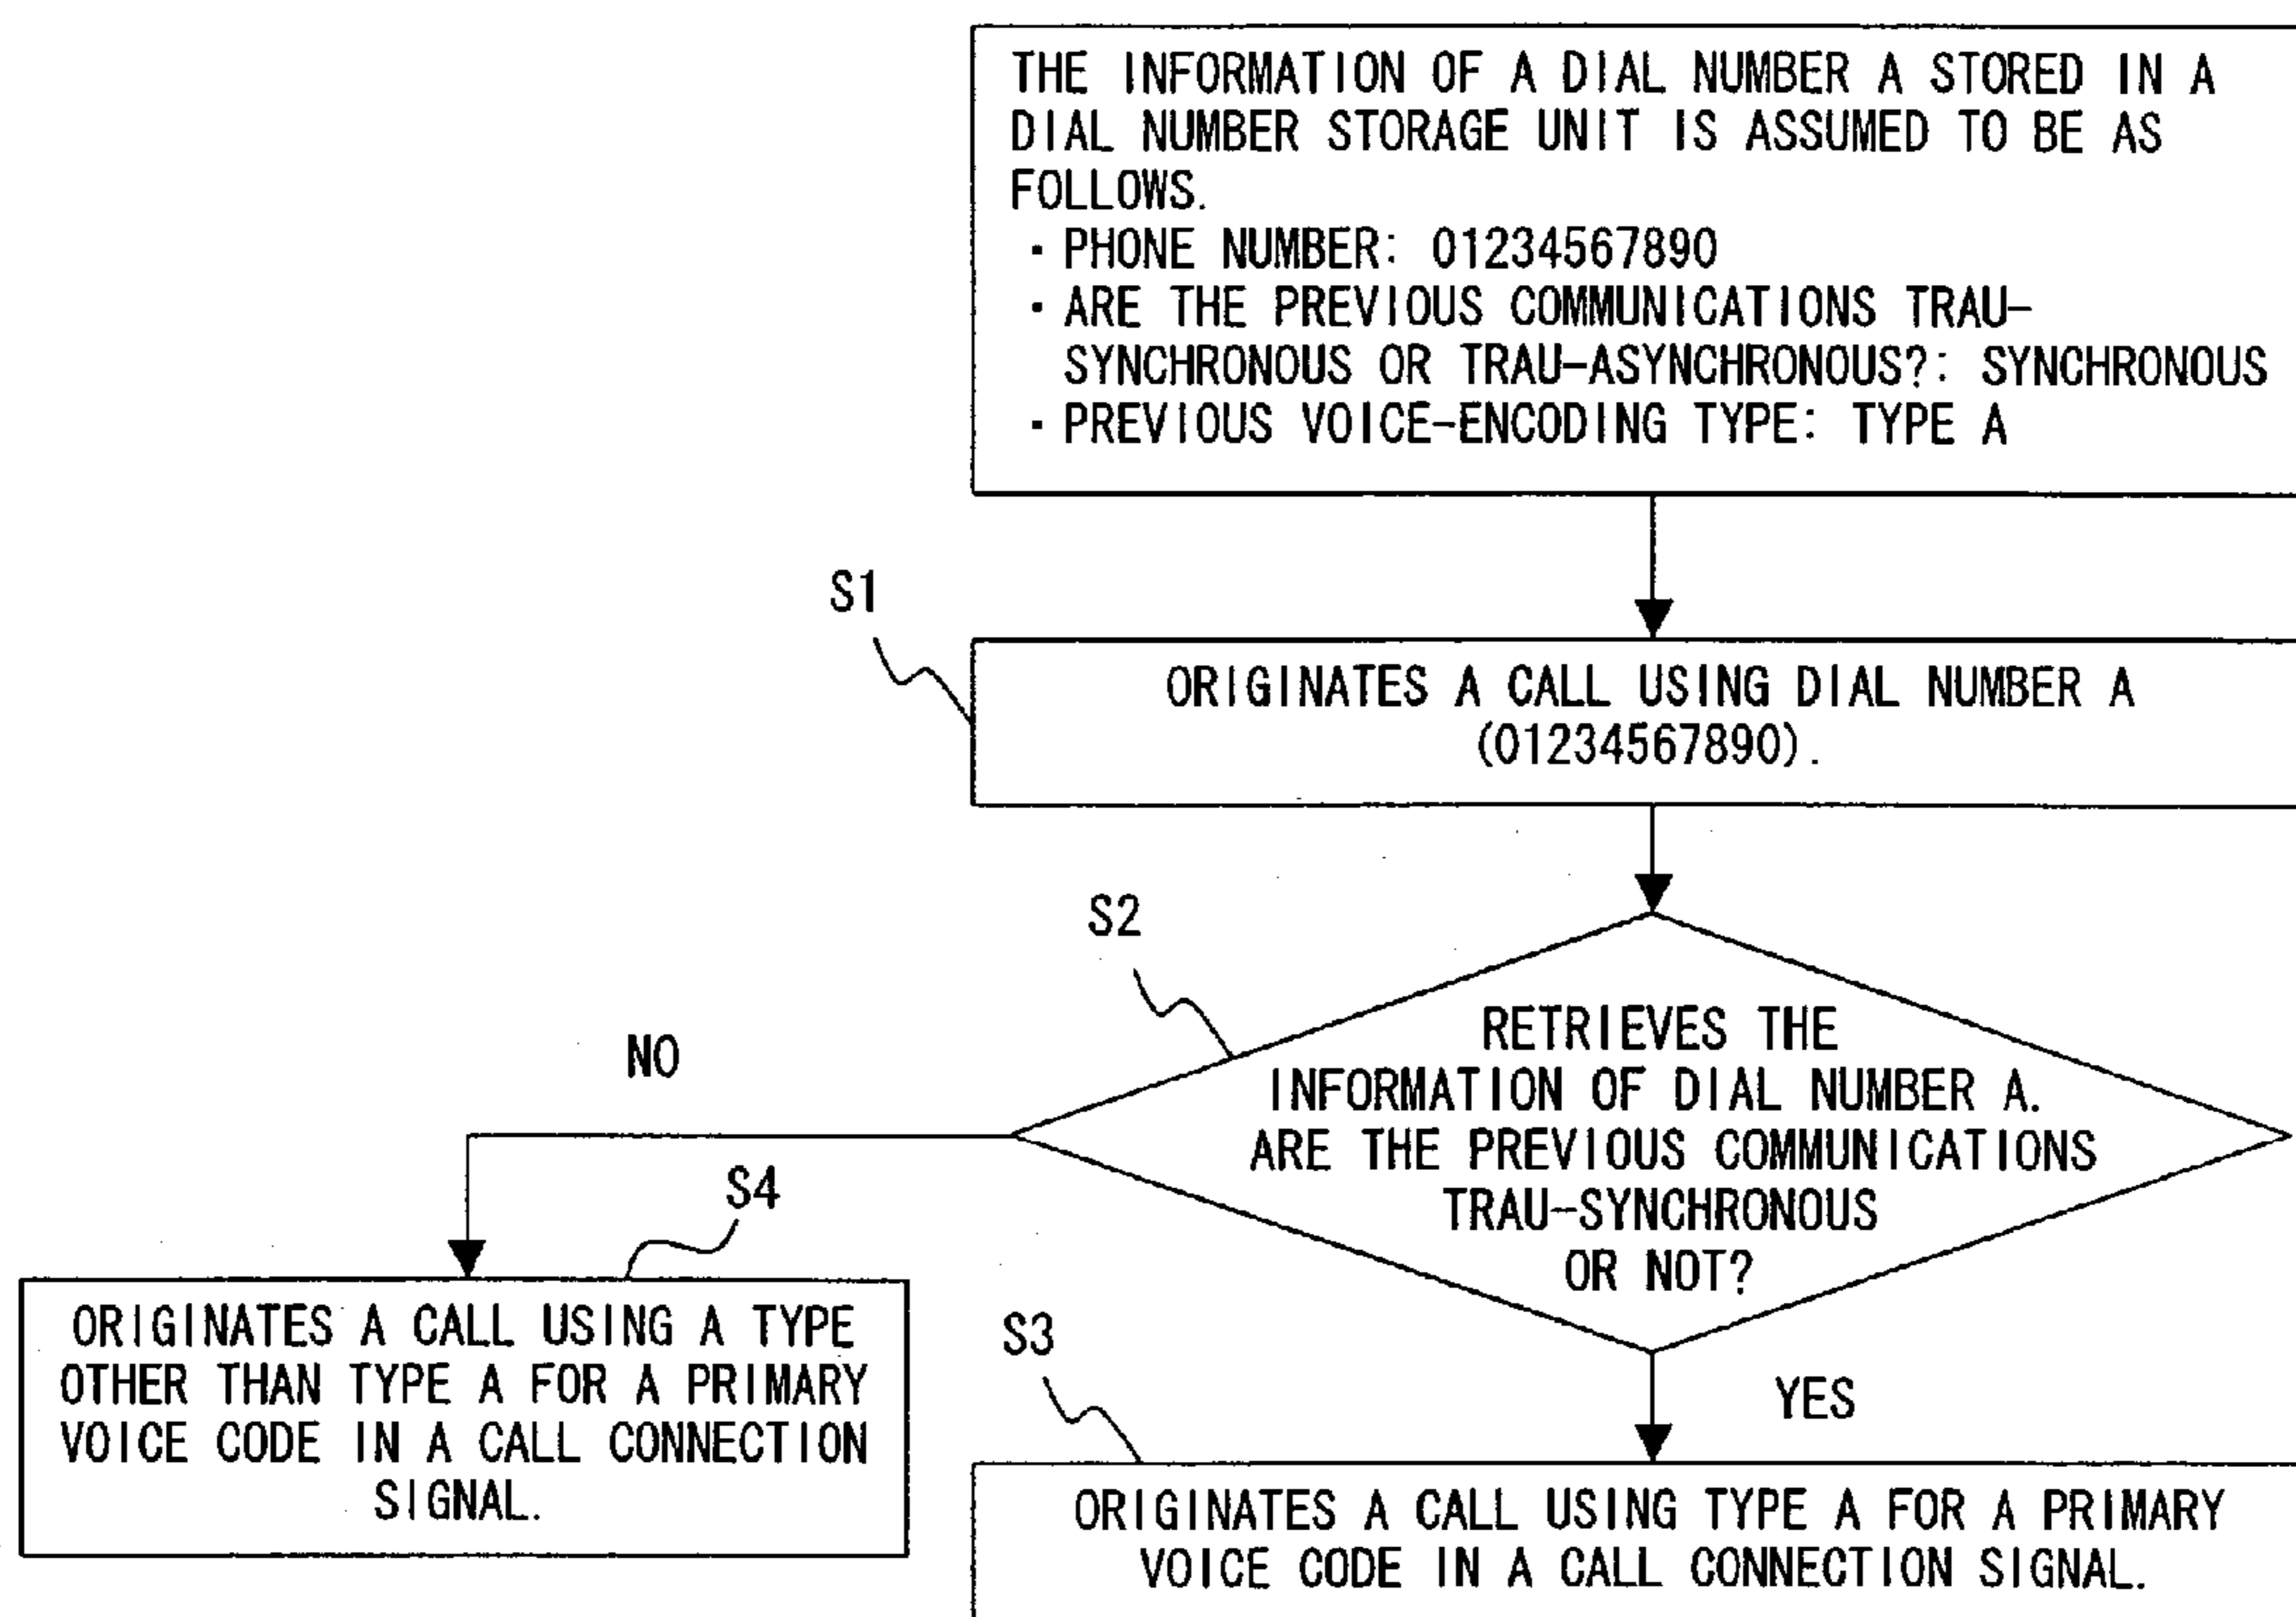 THE INFORMATION OF A DIAL NUMBER A STORED IN A
DIAL NUMBER STORAGE UNIT IS ASSUMED TO BE AS
FOLLOWS.
· PHONE NUMBER: 01234567890
· ARE THE PREVIOUS COMMUNICATIONS TRAU-
SYNCHRONOUS OR TRAU-ASYNCHRONOUS?: SYNCHRONOUS
· PREVIOUS VOICE-ENCODING TYPE: TYPE A
S1
ORIGINATES A CALL USING DIAL NUMBER A
(01234567890).
S2
RETRIEVES THE
INFORMATION OF DIAL NUMBER A.
ARE THE PREVIOUS COMMUNICATIONS
TRAU-SYNCHRONOUS
OR NOT?
NO
S4
ORIGINATES A CALL USING A TYPE
OTHER THAN TYPE A FOR A PRIMARY
VOICE CODE IN A CALL CONNECTION
SIGNAL.
YES
S3
ORIGINATES A CALL USING TYPE A FOR A PRIMARY
VOICE CODE IN A CALL CONNECTION SIGNAL.